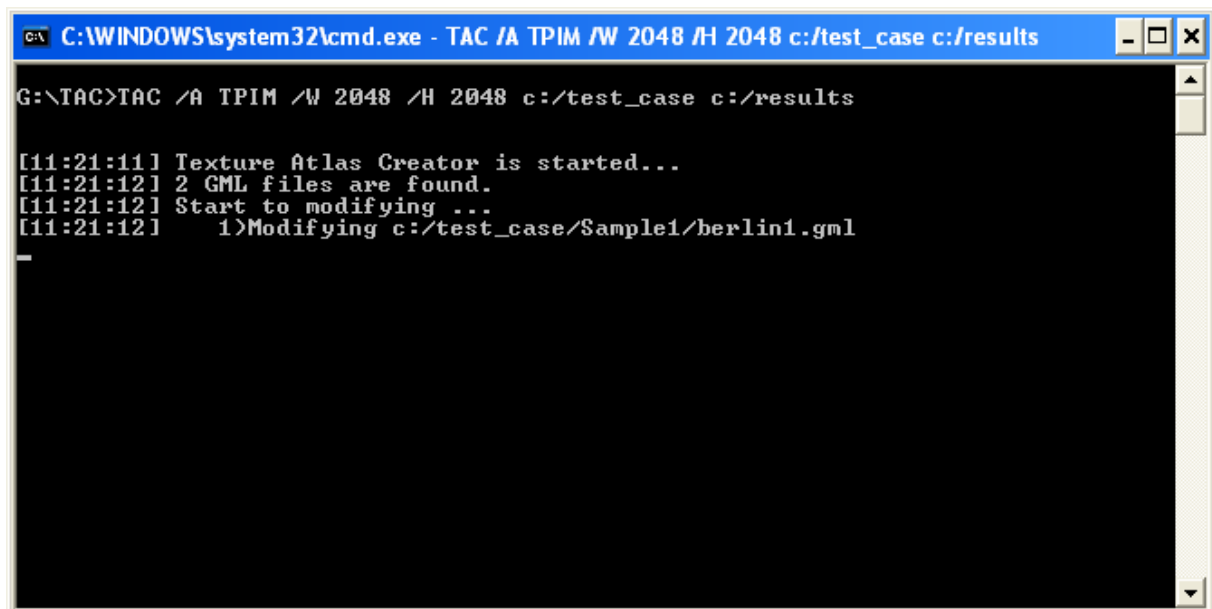 C:\WINDOWS\system32\cmd.exe - TAC /A TPIM /W 2048 /H 2048 c:/test_case c:/results
G:\TAC>TAC /A TPIM /W 2048 /H 2048 c:/test_case c:/results
[11:21:11] Texture Atlas Creator is started...
[11:21:12] 2 GML files are found.
[11:21:12] Start to modifying ...
[11:21:12]    1)Modifying c:/test_case/Sample1/berlin1.gml